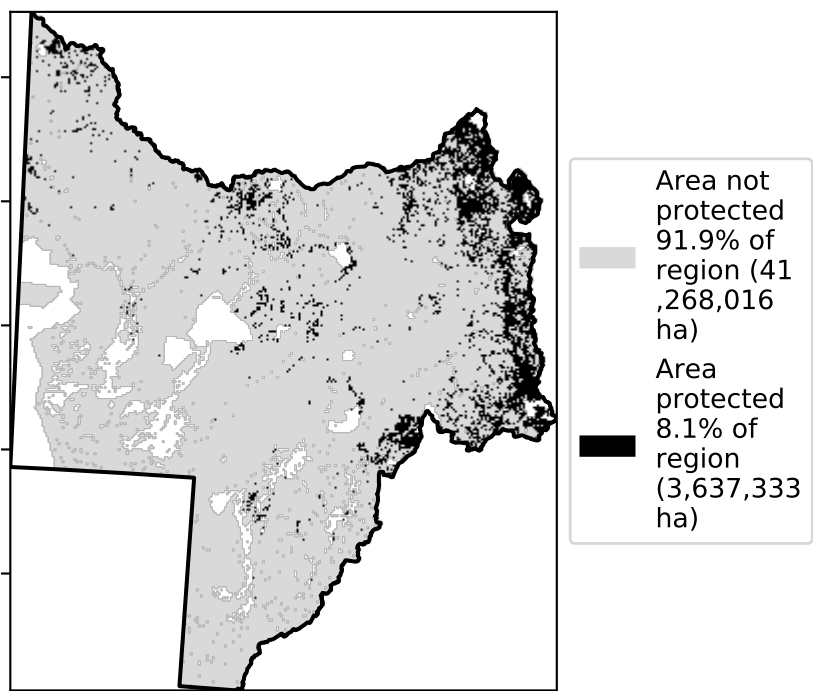 Area not
protected
91.9% of
region (41
,268,016
ha)
Area
protected
8.1% of
region
(3,637,333
ha)